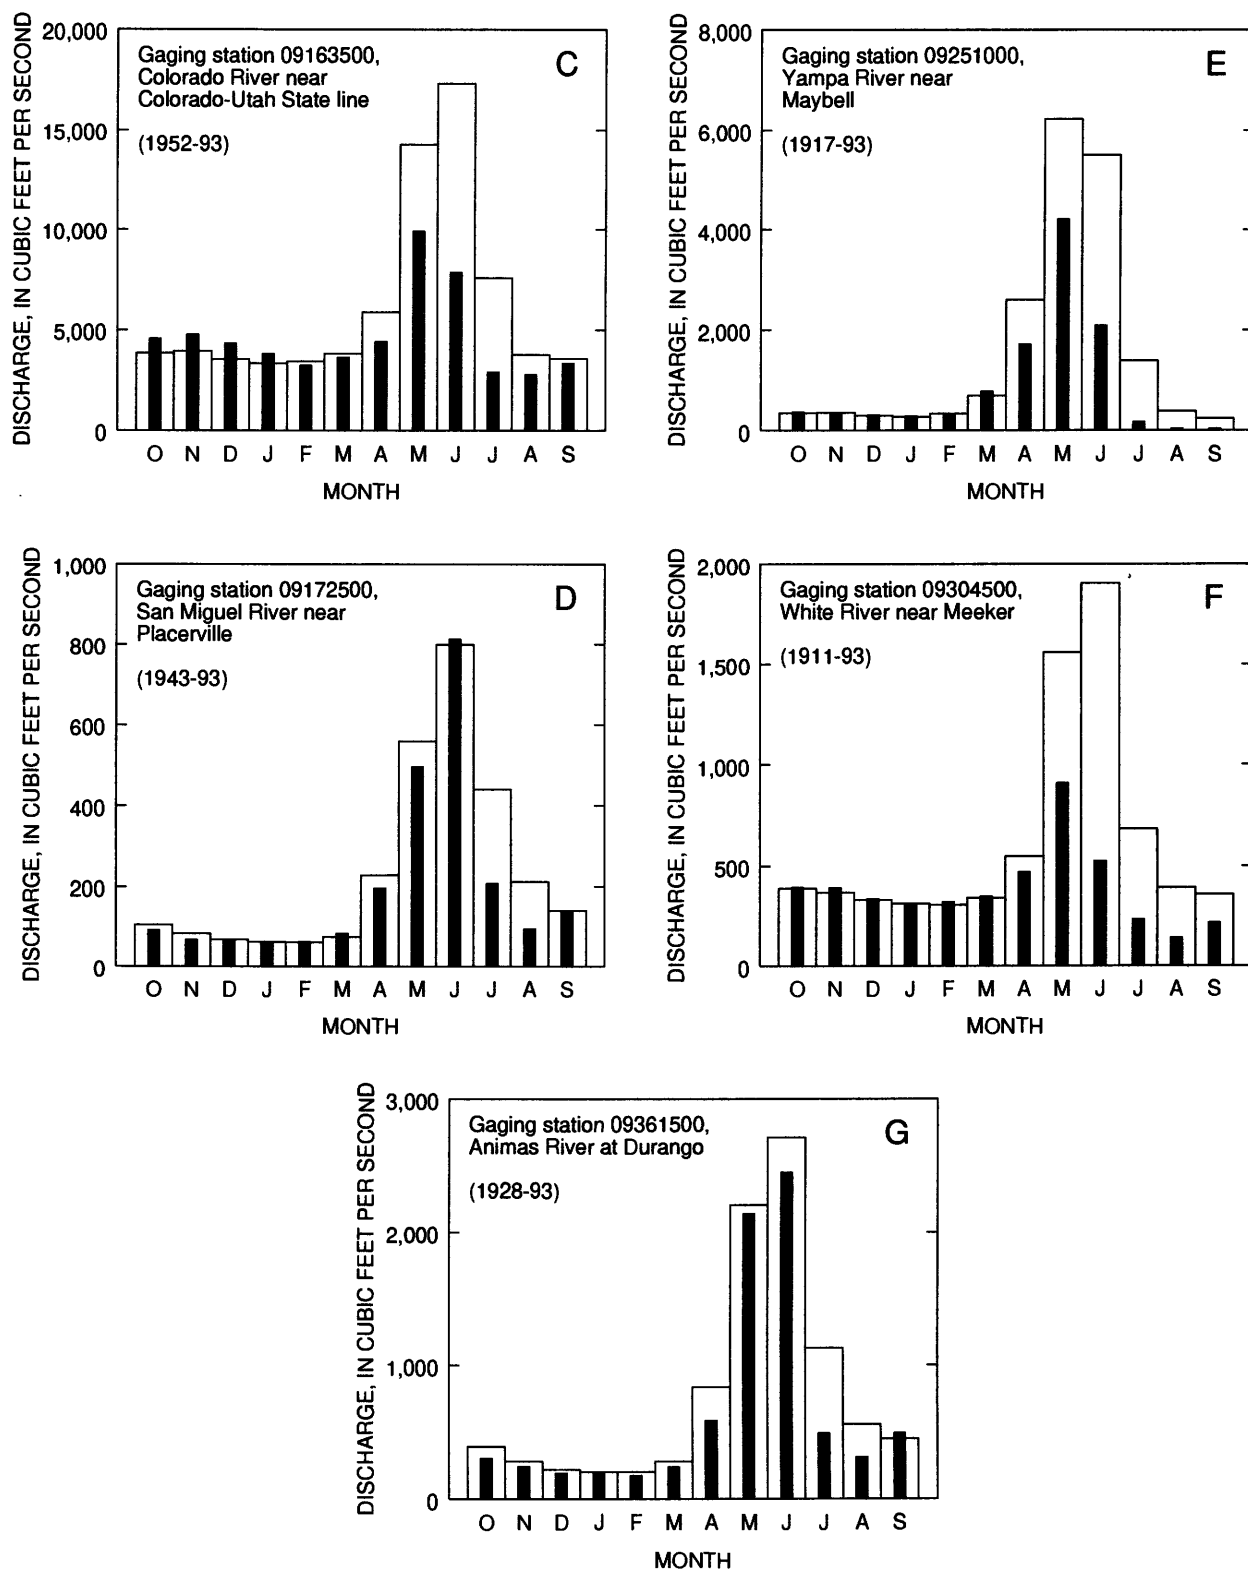 DISCHARGE, IN CUBIC FEET PER SECOND
20,000
15,000
10,000
5,000
0
Gaging station 09163500,
Colorado River near
Colorado-Utah State line
(1952-93)
C
O N D J F M A M J J A S
MONTH
DISCHARGE, IN CUBIC FEET PER SECOND
8,000
6,000
4,000
2,000
0
Gaging station 09251000,
Yampa River near
Maybell
(1917-93)
E
O N D J F M A M J J A S
MONTH
DISCHARGE, IN CUBIC FEET PER SECOND
1,000
800
600
400
200
0
Gaging station 09172500,
San Miguel River near
Placerville
(1943-93)
D
O N D J F M A M J J A S
MONTH
DISCHARGE, IN CUBIC FEET PER SECOND
2,000
1,500
1,000
500
0
Gaging station 09304500,
White River near Meeker
(1911-93)
F
O N D J F M A M J J A S
MONTH
DISCHARGE, IN CUBIC FEET PER SECOND
3,000
2,000
1,000
0
Gaging station 09361500,
Animas River at Durango
(1928-93)
G
O N D J F M A M J J A S
MONTH